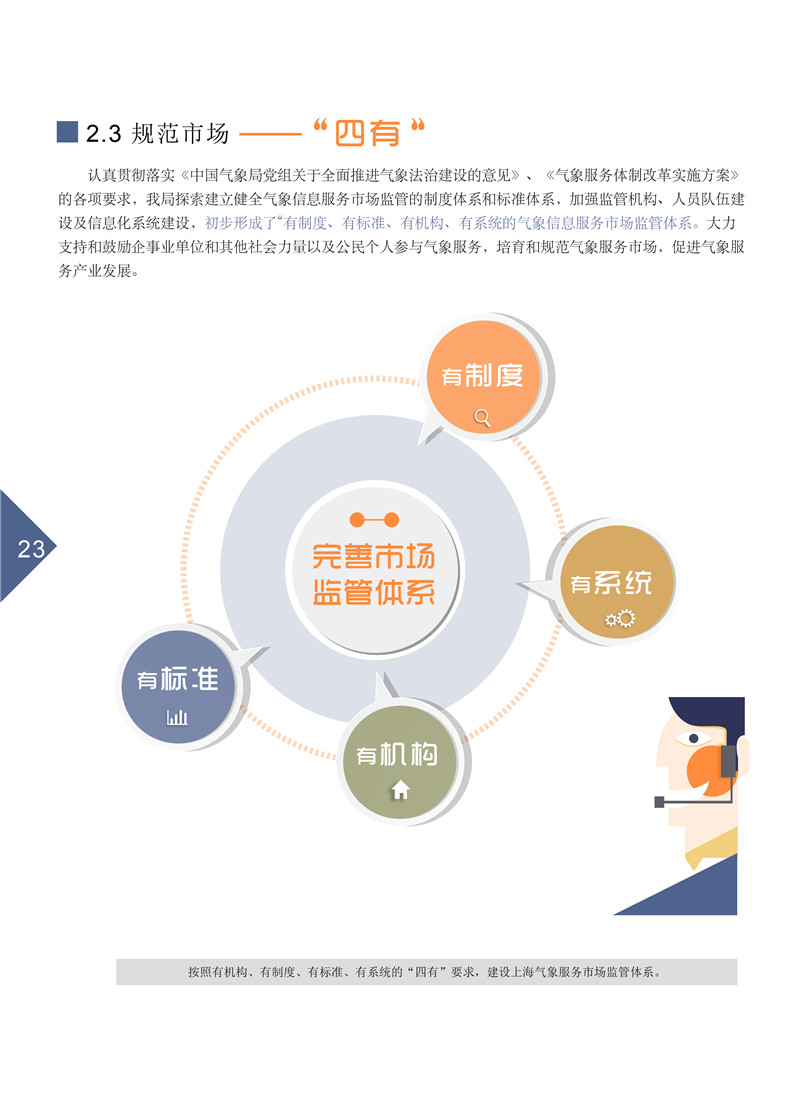 2.3 规范市场 ——“四有”
认真贯彻落实《中国气象局党组关于全面推进气象法治建设的意见》、《气象服务体制改革实施方案》
的各项要求，我局探索建立健全气象信息服务市场监管的制度体系和标准体系，加强监管机构、人员队伍建
设及信息化系统建设，初步形成了“有制度、有标准、有机构、有系统的气象信息服务市场监管体系。大力
支持和鼓励企事业单位和其他社会力量以及公民个人参与气象服务，培育和规范气象服务市场，促进气象服
务产业发展。
有制度
23
完善市场
监管体系
有系统
有标准
有机构
按照有机构、有制度、有标准、有系统的“四有”要求，建设上海气象服务市场监管体系。